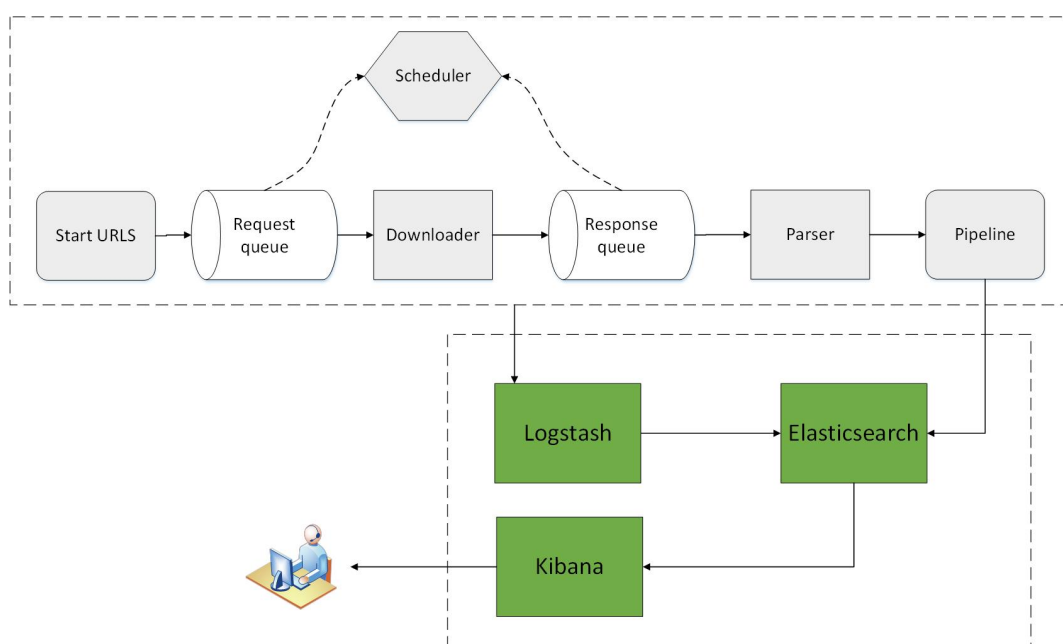 Scheduler
Start URLS
Request
queue
Downloader
Response
queue
Parser
Pipeline
Logstash
Elasticsearch
Kibana